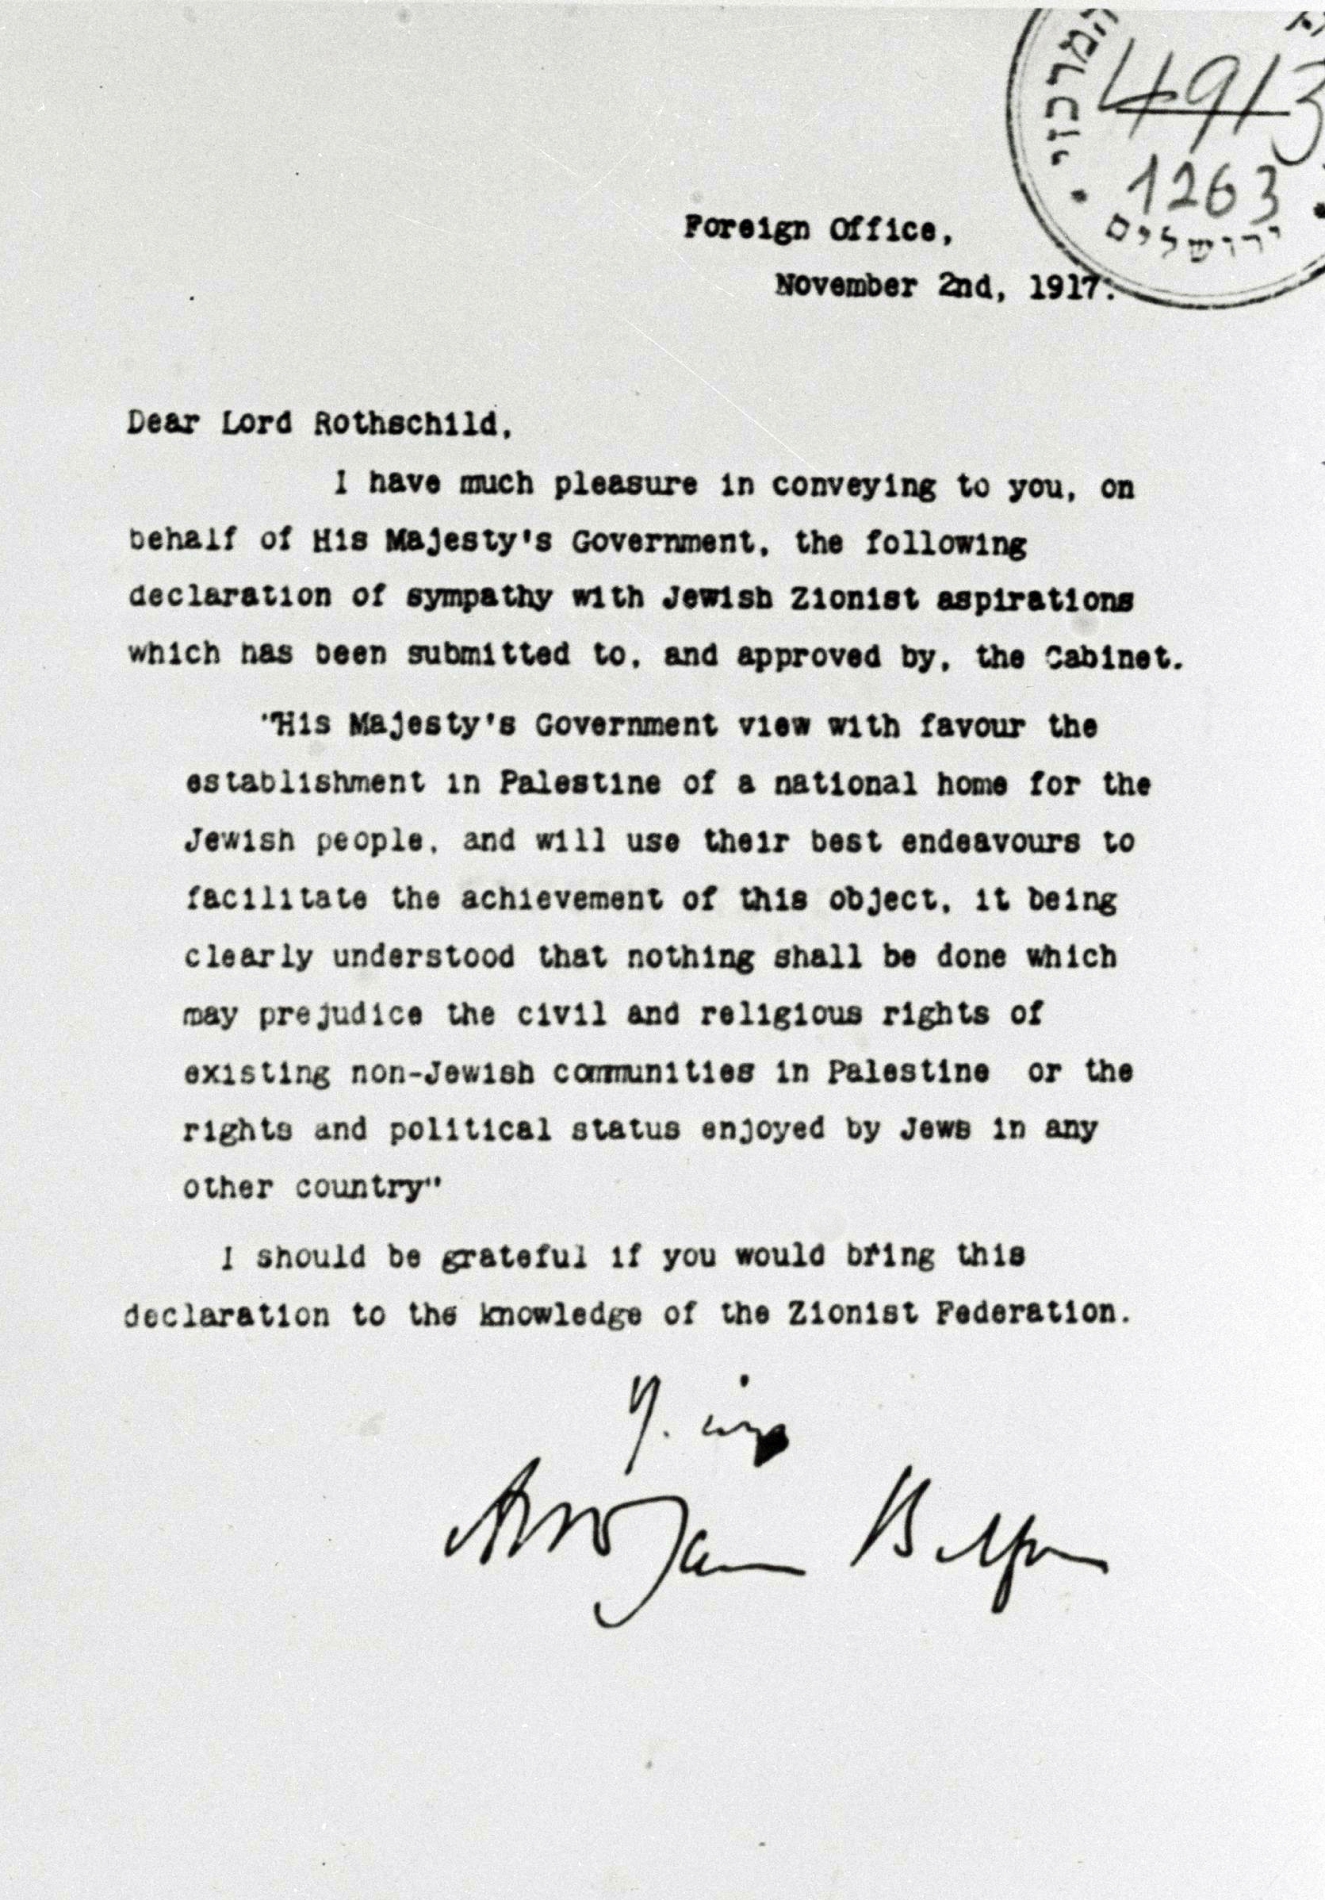 המרכזי
4913
1263
ירושלים
Foreign Office,
November 2nd, 1917.
Dear Lord Rothschild,
I have much pleasure in conveying to you, on
behalf of His Majesty's Government, the following
declaration of sympathy with Jewish Zionist aspirations
which has been submitted to, and approved by, the Cabinet.
"His Majesty's Government view with favour the
establishment in Palestine of a national home for the
Jewish people, and will use their best endeavours to
facilitate the achievement of this object, it being
clearly understood that nothing shall be done which
may prejudice the civil and religious rights of
existing non-Jewish communities in Palestine or the
rights and political status enjoyed by Jews in any
other country"
I should be grateful if you would bring this
declaration to the knowledge of the Zionist Federation.
Arthur James Balfour